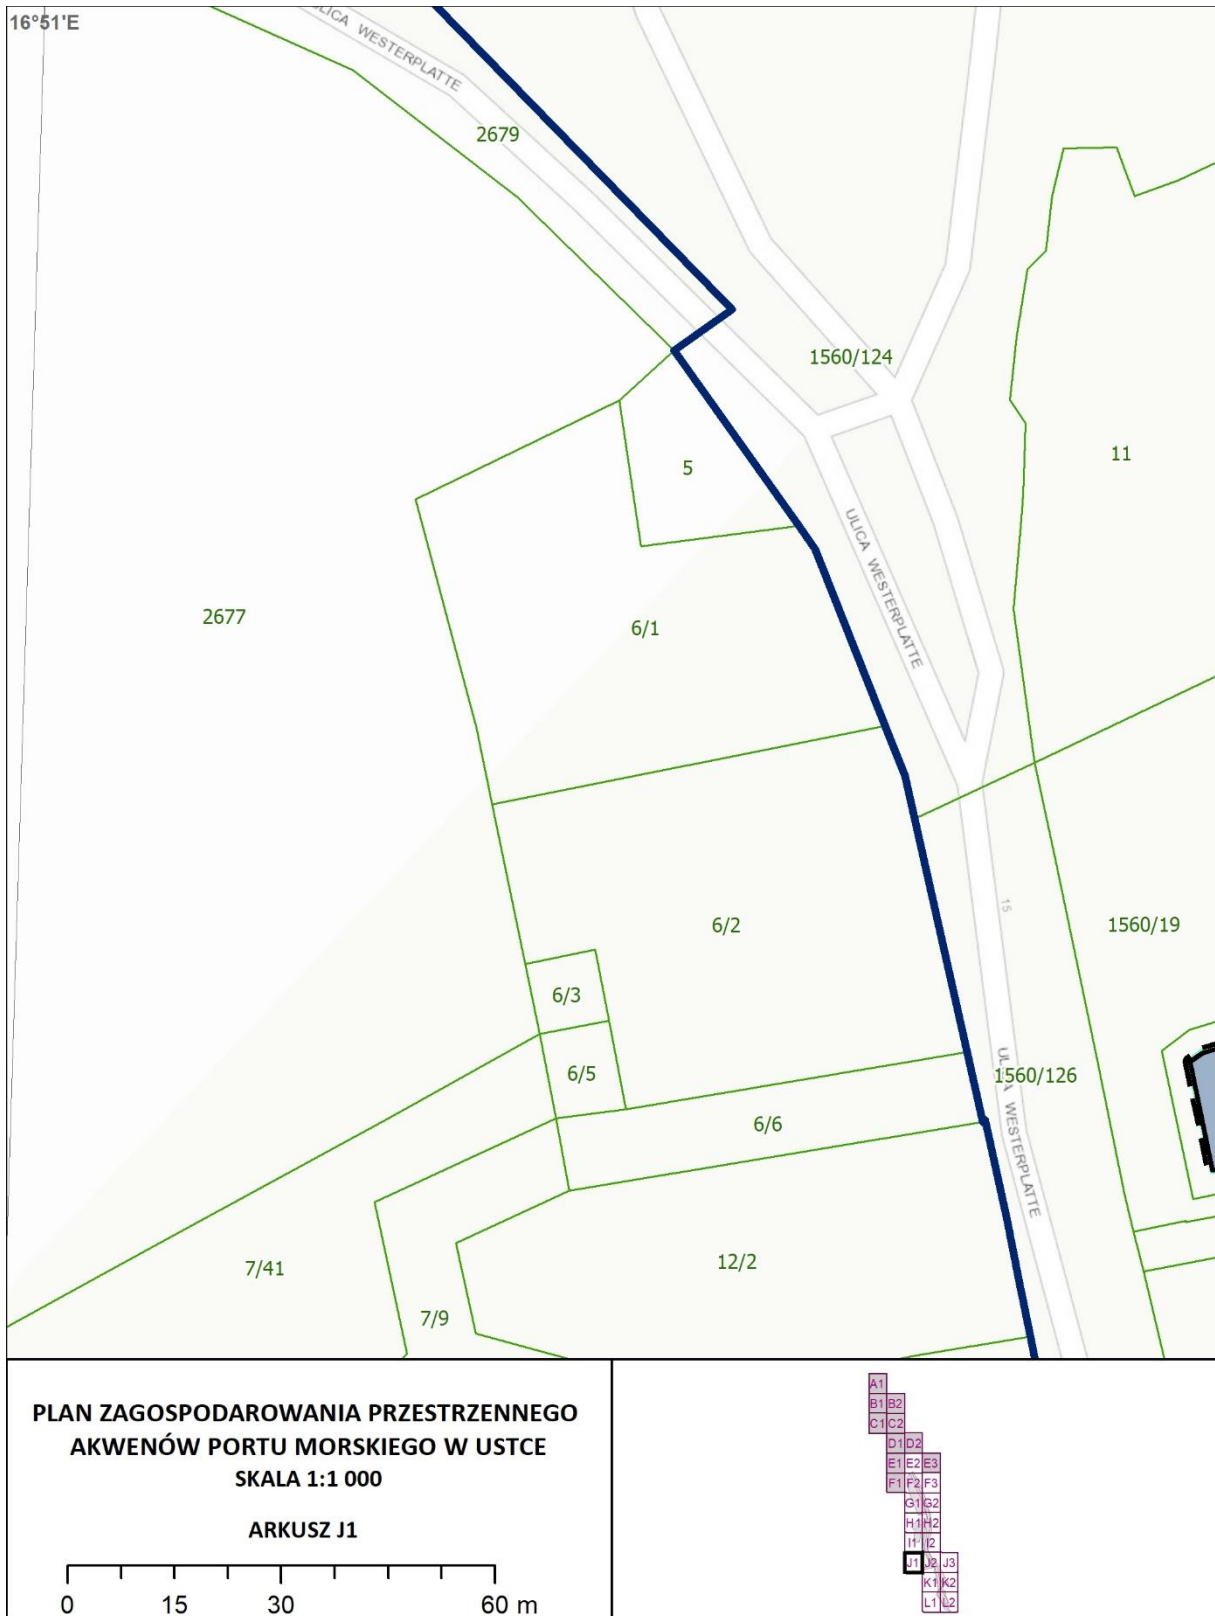 16°51'E
ULICA WESTERPLATTE
2679
1560/124
5
11
ULICA WESTERPLATTE
2677
6/1
15
6/2
1560/19
6/3
6/5
1560/126
ULICA WESTERPLATTE
6/6
7/41
12/2
7/9
PLAN ZAGOSPODAROWANIA PRZESTRZENNEGO
AKWENÓW PORTU MORSKIEGO W USTCE
SKALA 1:1 000
ARKUSZ J1
0 15 30 60 m
A1
B1 B2
C1 C2
D1 D2
E1 E2 E3
F1 F2 F3
G1 G2
H1 H2
I1 I2
J1 J2 J3
K1 K2
L1 L2